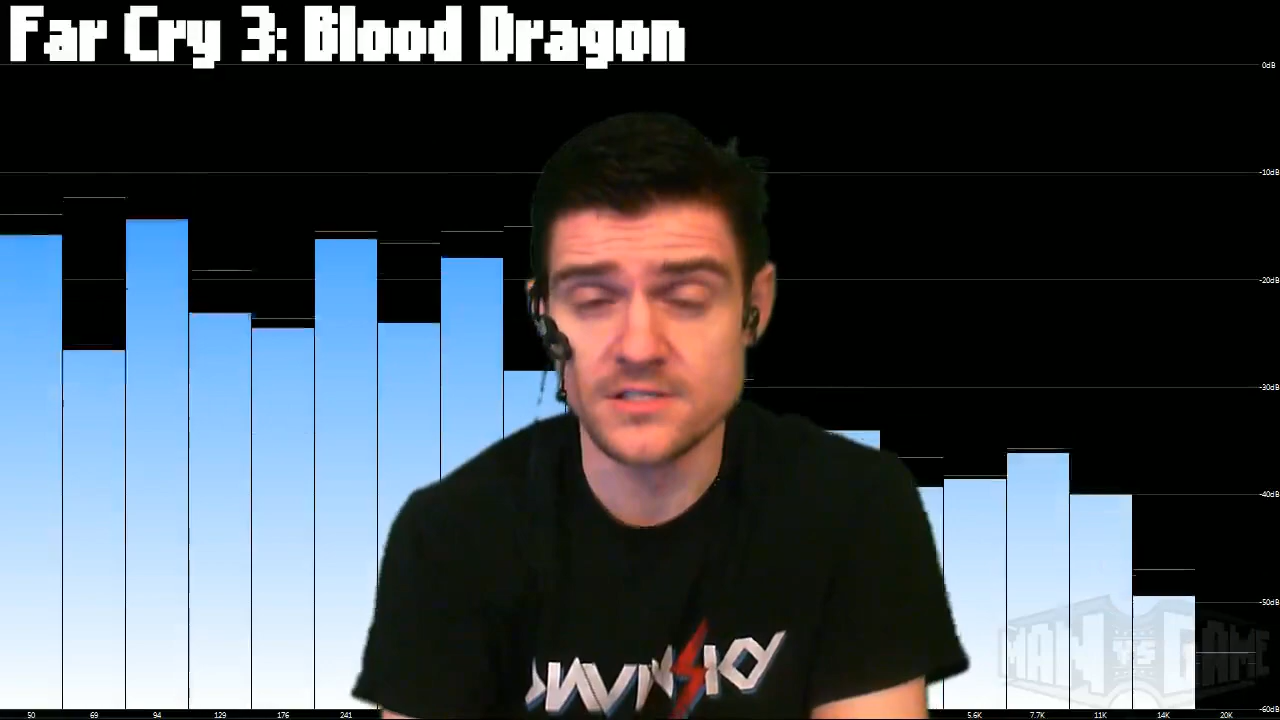 Far Cry 3: Blood Dragon
0dB
-10dB
-20dB
-30dB
-40dB
-50dB
MAN VS GAME
-60dB
50 69 94 129 176 241 5.6K 7.7K 11K 14K 20K